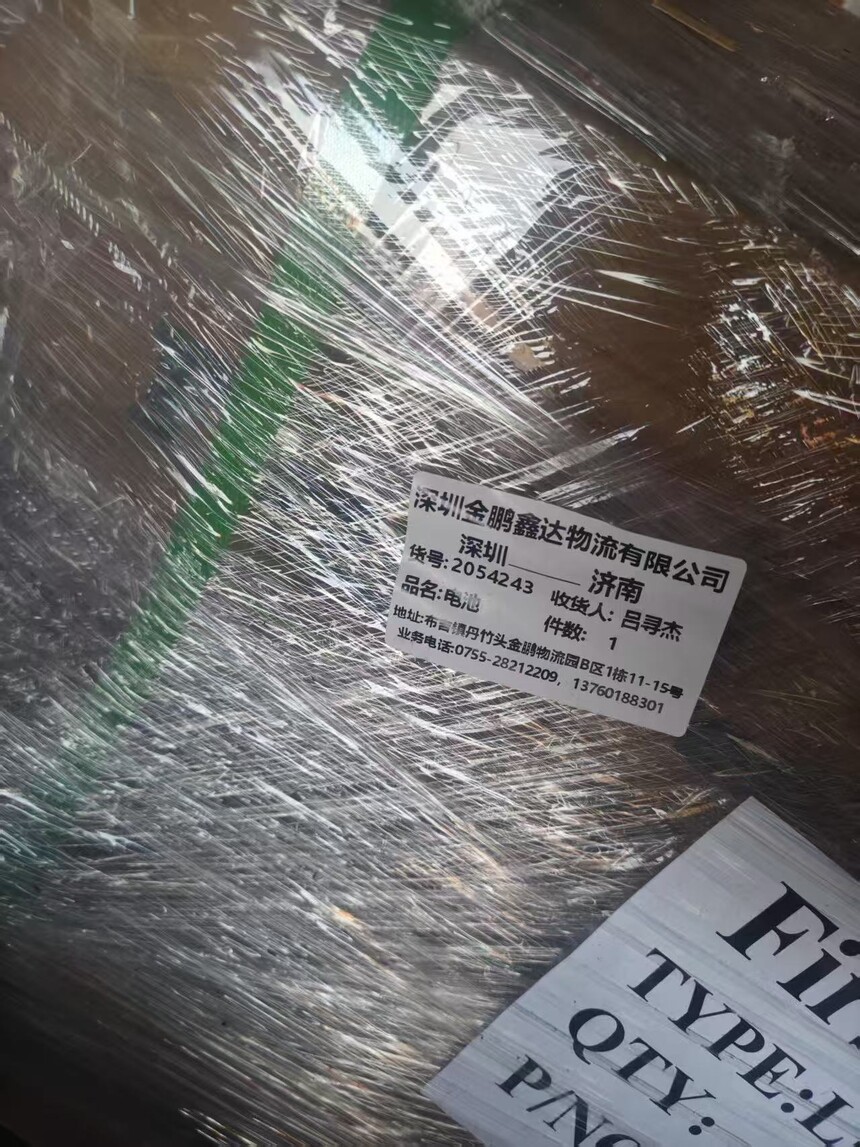 深圳金鹏鑫达物流有限公司
深圳______济南
货号:2054243 收货人: 吕寻杰
品名:电池 件数: 1
地址:布吉镇丹竹头金鹏物流园B区1栋11-15号
业务电话:0755-28212209, 13760188301
TYPE:L
QTY: